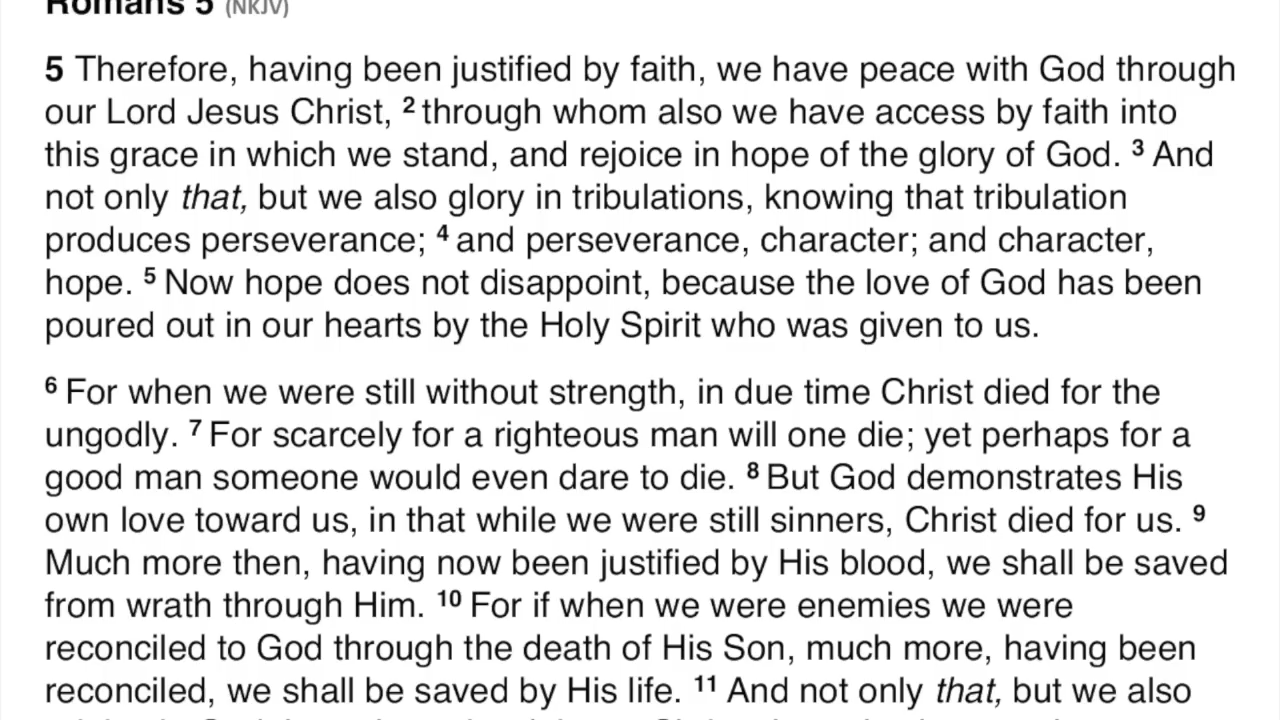 Romans 5 (NKJV)
5 Therefore, having been justified by faith, we have peace with God through
our Lord Jesus Christ, 2 through whom also we have access by faith into
this grace in which we stand, and rejoice in hope of the glory of God. 3 And
not only that, but we also glory in tribulations, knowing that tribulation
produces perseverance; 4 and perseverance, character; and character,
hope. 5 Now hope does not disappoint, because the love of God has been
poured out in our hearts by the Holy Spirit who was given to us.
6 For when we were still without strength, in due time Christ died for the
ungodly. 7 For scarcely for a righteous man will one die; yet perhaps for a
good man someone would even dare to die. 8 But God demonstrates His
own love toward us, in that while we were still sinners, Christ died for us. 9
Much more then, having now been justified by His blood, we shall be saved
from wrath through Him. 10 For if when we were enemies we were
reconciled to God through the death of His Son, much more, having been
reconciled, we shall be saved by His life. 11 And not only that, but we also